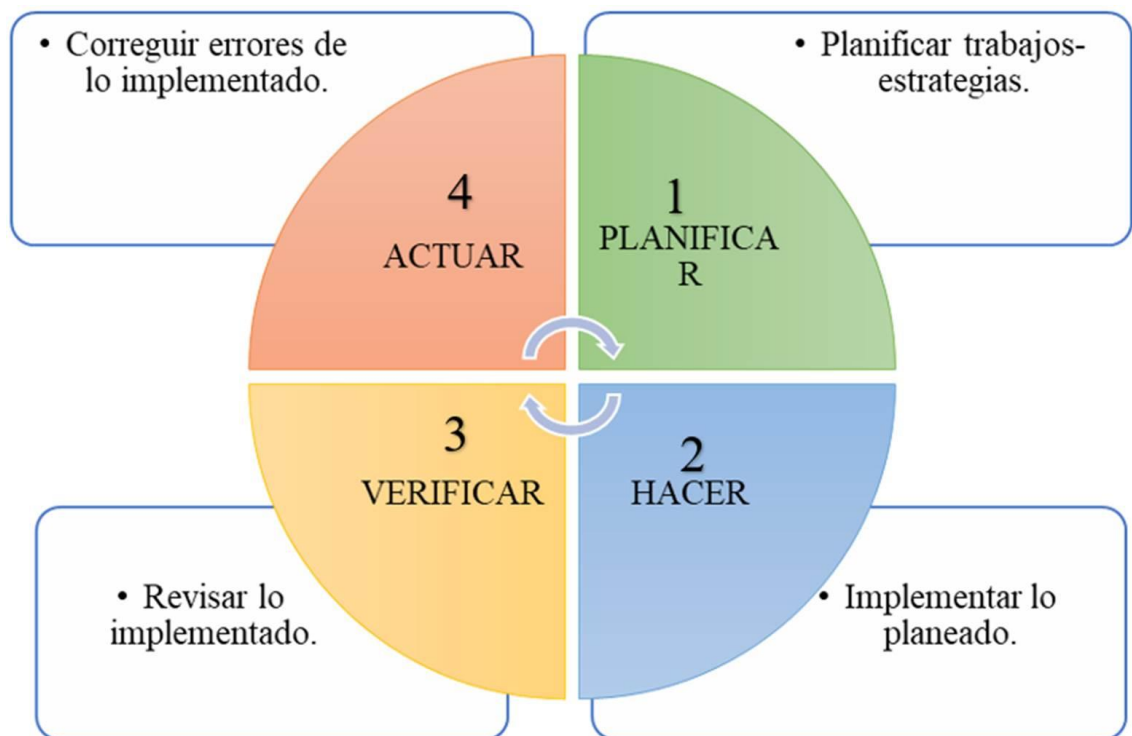 • Correguir errores de
lo implementado.
• Planificar trabajos-
estrategias.
4
ACTUAR
1
PLANIFICA
R
3
VERIFICAR
2
HACER
• Revisar lo
implementado.
• Implementar lo
planeado.